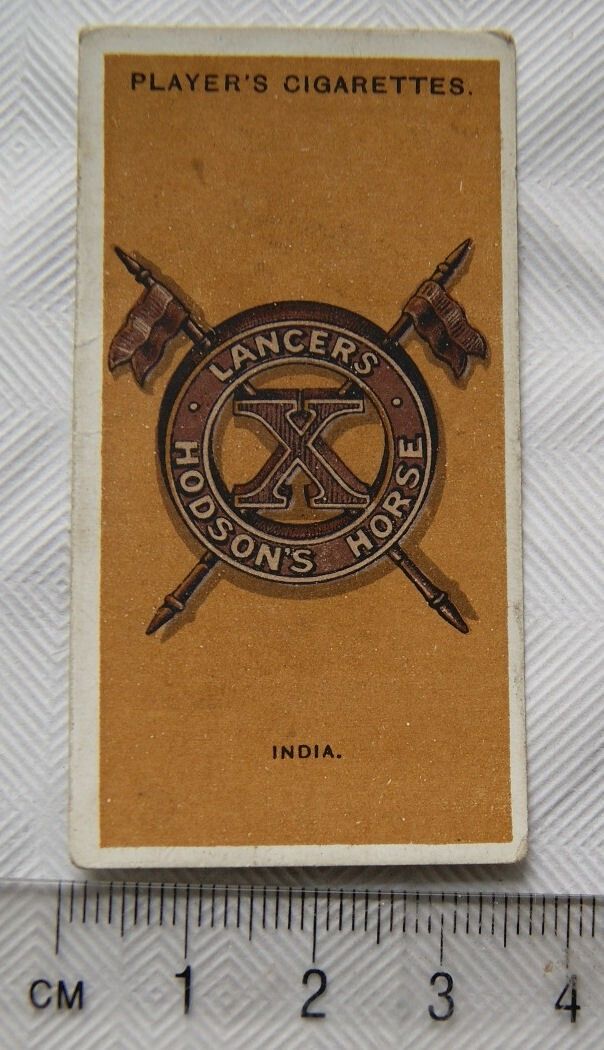 PLAYER'S CIGARETTES.
LANCERS
X
HODSON'S HORSE
INDIA.
CM 1 2 3 4